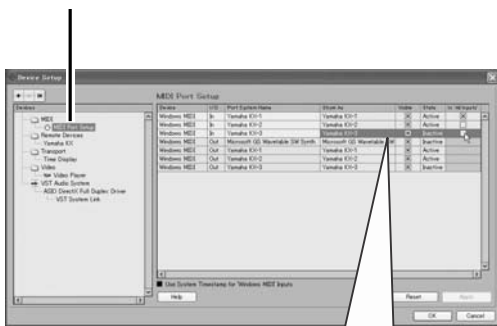 Device Setup
MIDI Port Setup
Devices
MIDI
MIDI Port Setup
Remote Devices
Yamaha KX
Transport
Time Display
Video
Video Player
VST Audio System
ASIO DirectX Full Duplex Driver
VST System Link
Device I/O Port System Name Show As Visible State In 'All Inputs'
Windows MIDI In Yamaha KX-1 Yamaha KX-1 Active
Windows MIDI In Yamaha KX-2 Yamaha KX-2 Active
Windows MIDI In Yamaha KX-3 Yamaha KX-3 Inactive
Windows MIDI Out Microsoft GS Wavetable SW Synth Microsoft GS Wavetable SW Inactive
Windows MIDI Out Yamaha KX-1 Yamaha KX-1 Active
Windows MIDI Out Yamaha KX-2 Yamaha KX-2 Active
Windows MIDI Out Yamaha KX-3 Yamaha KX-3 Inactive
Use System Timestamp for 'Windows MIDI' Inputs
Help Reset Apply
OK Cancel